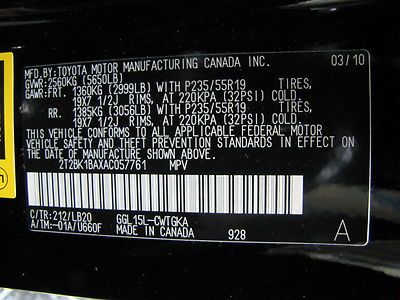 MFD.BY:TOYOTA MOTOR MANUFACTURING CANADA INC. 03/10
GVWR:2560KG (5650LB)
GAWR:FRT. 1360KG (2999LB) WITH P235/55R19 TIRES,
19X7 1/2J RIMS, AT 220KPA (32PSI) COLD.
RR. 1385KG (3056LB) WITH P235/55R19 TIRES,
19X7 1/2J RIMS, AT 220KPA (32PSI) COLD.
THIS VEHICLE CONFORMS TO ALL APPLICABLE FEDERAL MOTOR
VEHICLE SAFETY AND THEFT PREVENTION STANDARDS IN EFFECT ON
THE DATE OF MANUFACTURE SHOWN ABOVE.
2T2BK1BAXAC057761 MPV
C/TR:212/LB20 GGL15L-CWTGKA
A/TM:-01A/U660F MADE IN CANADA 928 A